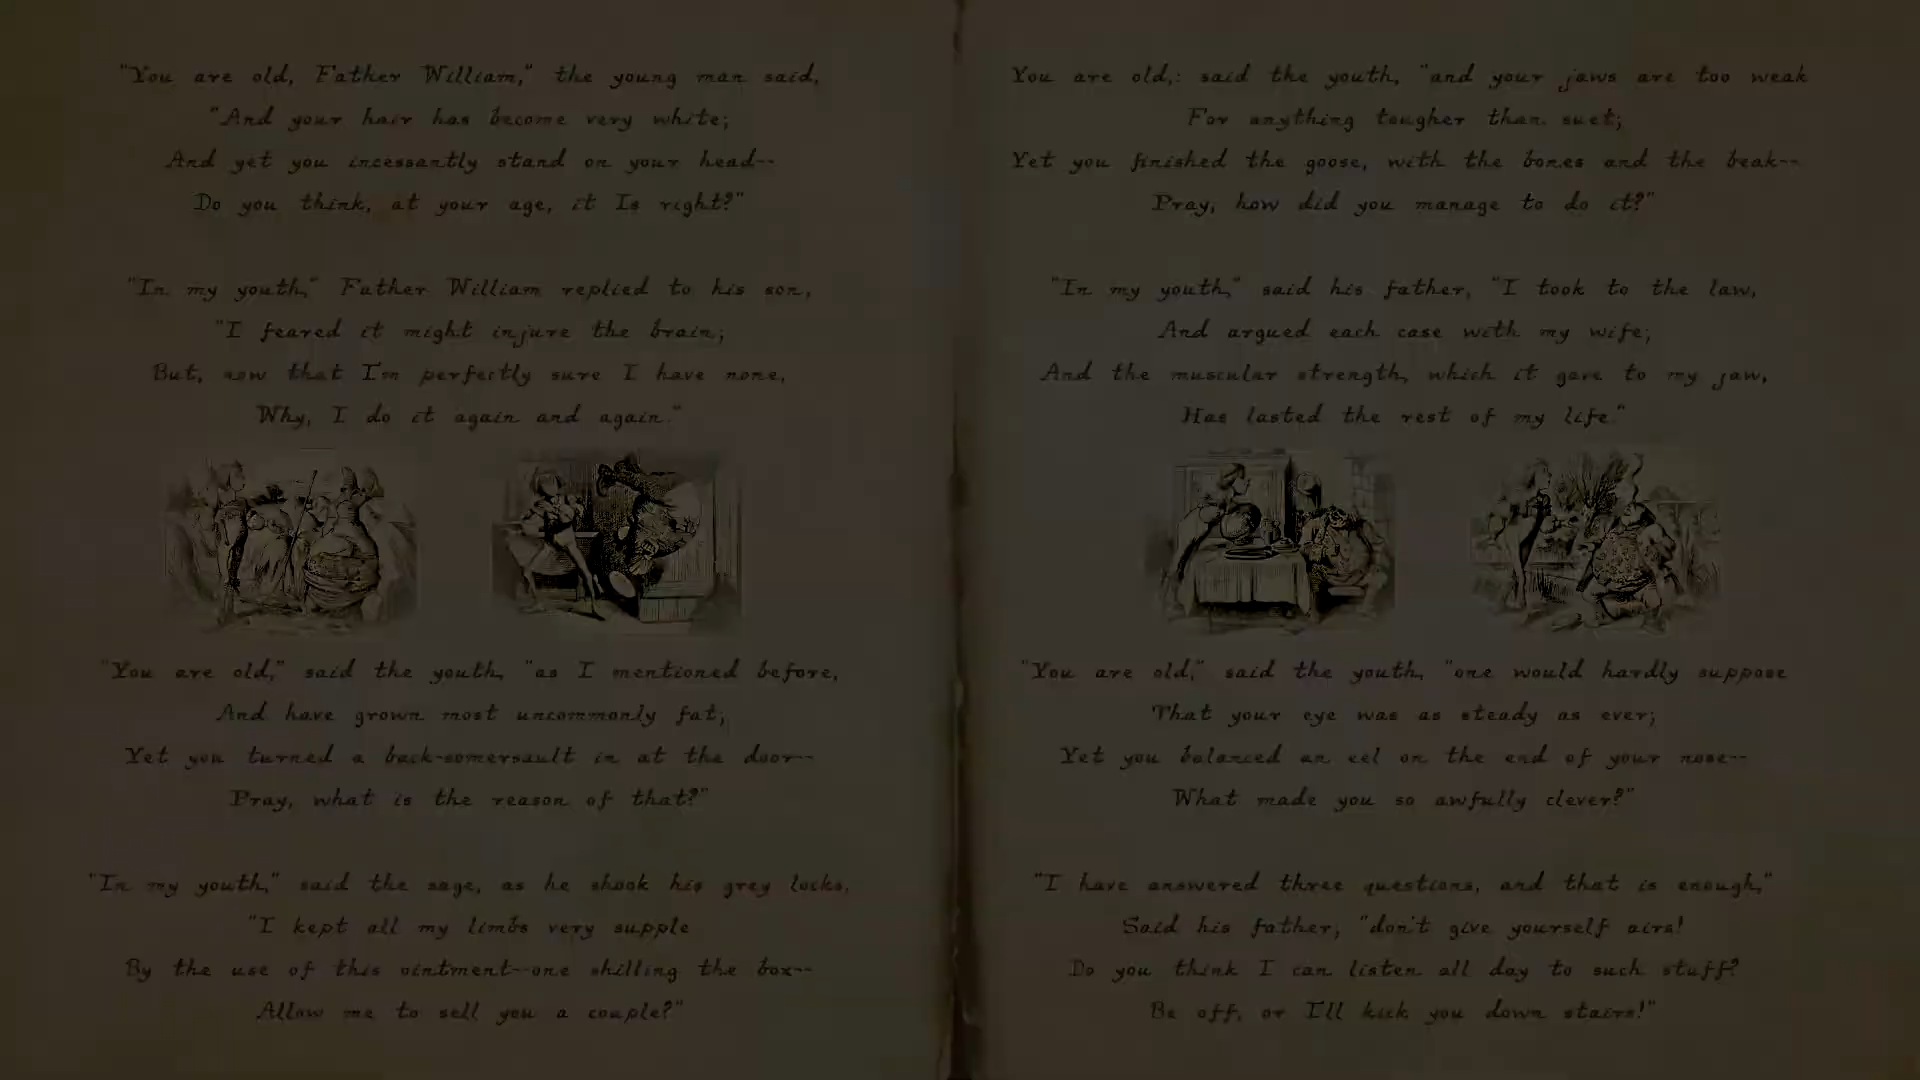 "You are old, Father William," the young man said,
"And your hair has become very white;
And yet you incessantly stand on your head--
Do you think, at your age, it Is right?"
"In my youth," Father William replied to his son,
"I feared it might injure the brain;
But, now that I'm perfectly sure I have none,
Why, I do it again and again."
"You are old," said the youth, "as I mentioned before,
And have grown most uncommonly fat;
Yet you turned a back-somersault in at the door--
Pray, what is the reason of that?"
"In my youth," said the sage, as he shook his grey locks,
"I kept all my limbs very supple
By the use of this ointment--one shilling the box--
Allow me to sell you a couple?"
You are old,: said the youth, "and your jaws are too weak
For anything tougher than suet;
Yet you finished the goose, with the bones and the beak--
Pray, how did you manage to do it?"
"In my youth," said his father, "I took to the law,
And argued each case with my wife;
And the muscular strength, which it gave to my jaw,
Has lasted the rest of my life."
"You are old," said the youth, "one would hardly suppose
That your eye was as steady as ever;
Yet you balanced an eel on the end of your nose--
What made you so awfully clever?"
"I have answered three questions, and that is enough,"
Said his father; "don't give yourself airs!
Do you think I can listen all day to such stuff?
Be off, or I'll kick you down stairs!"